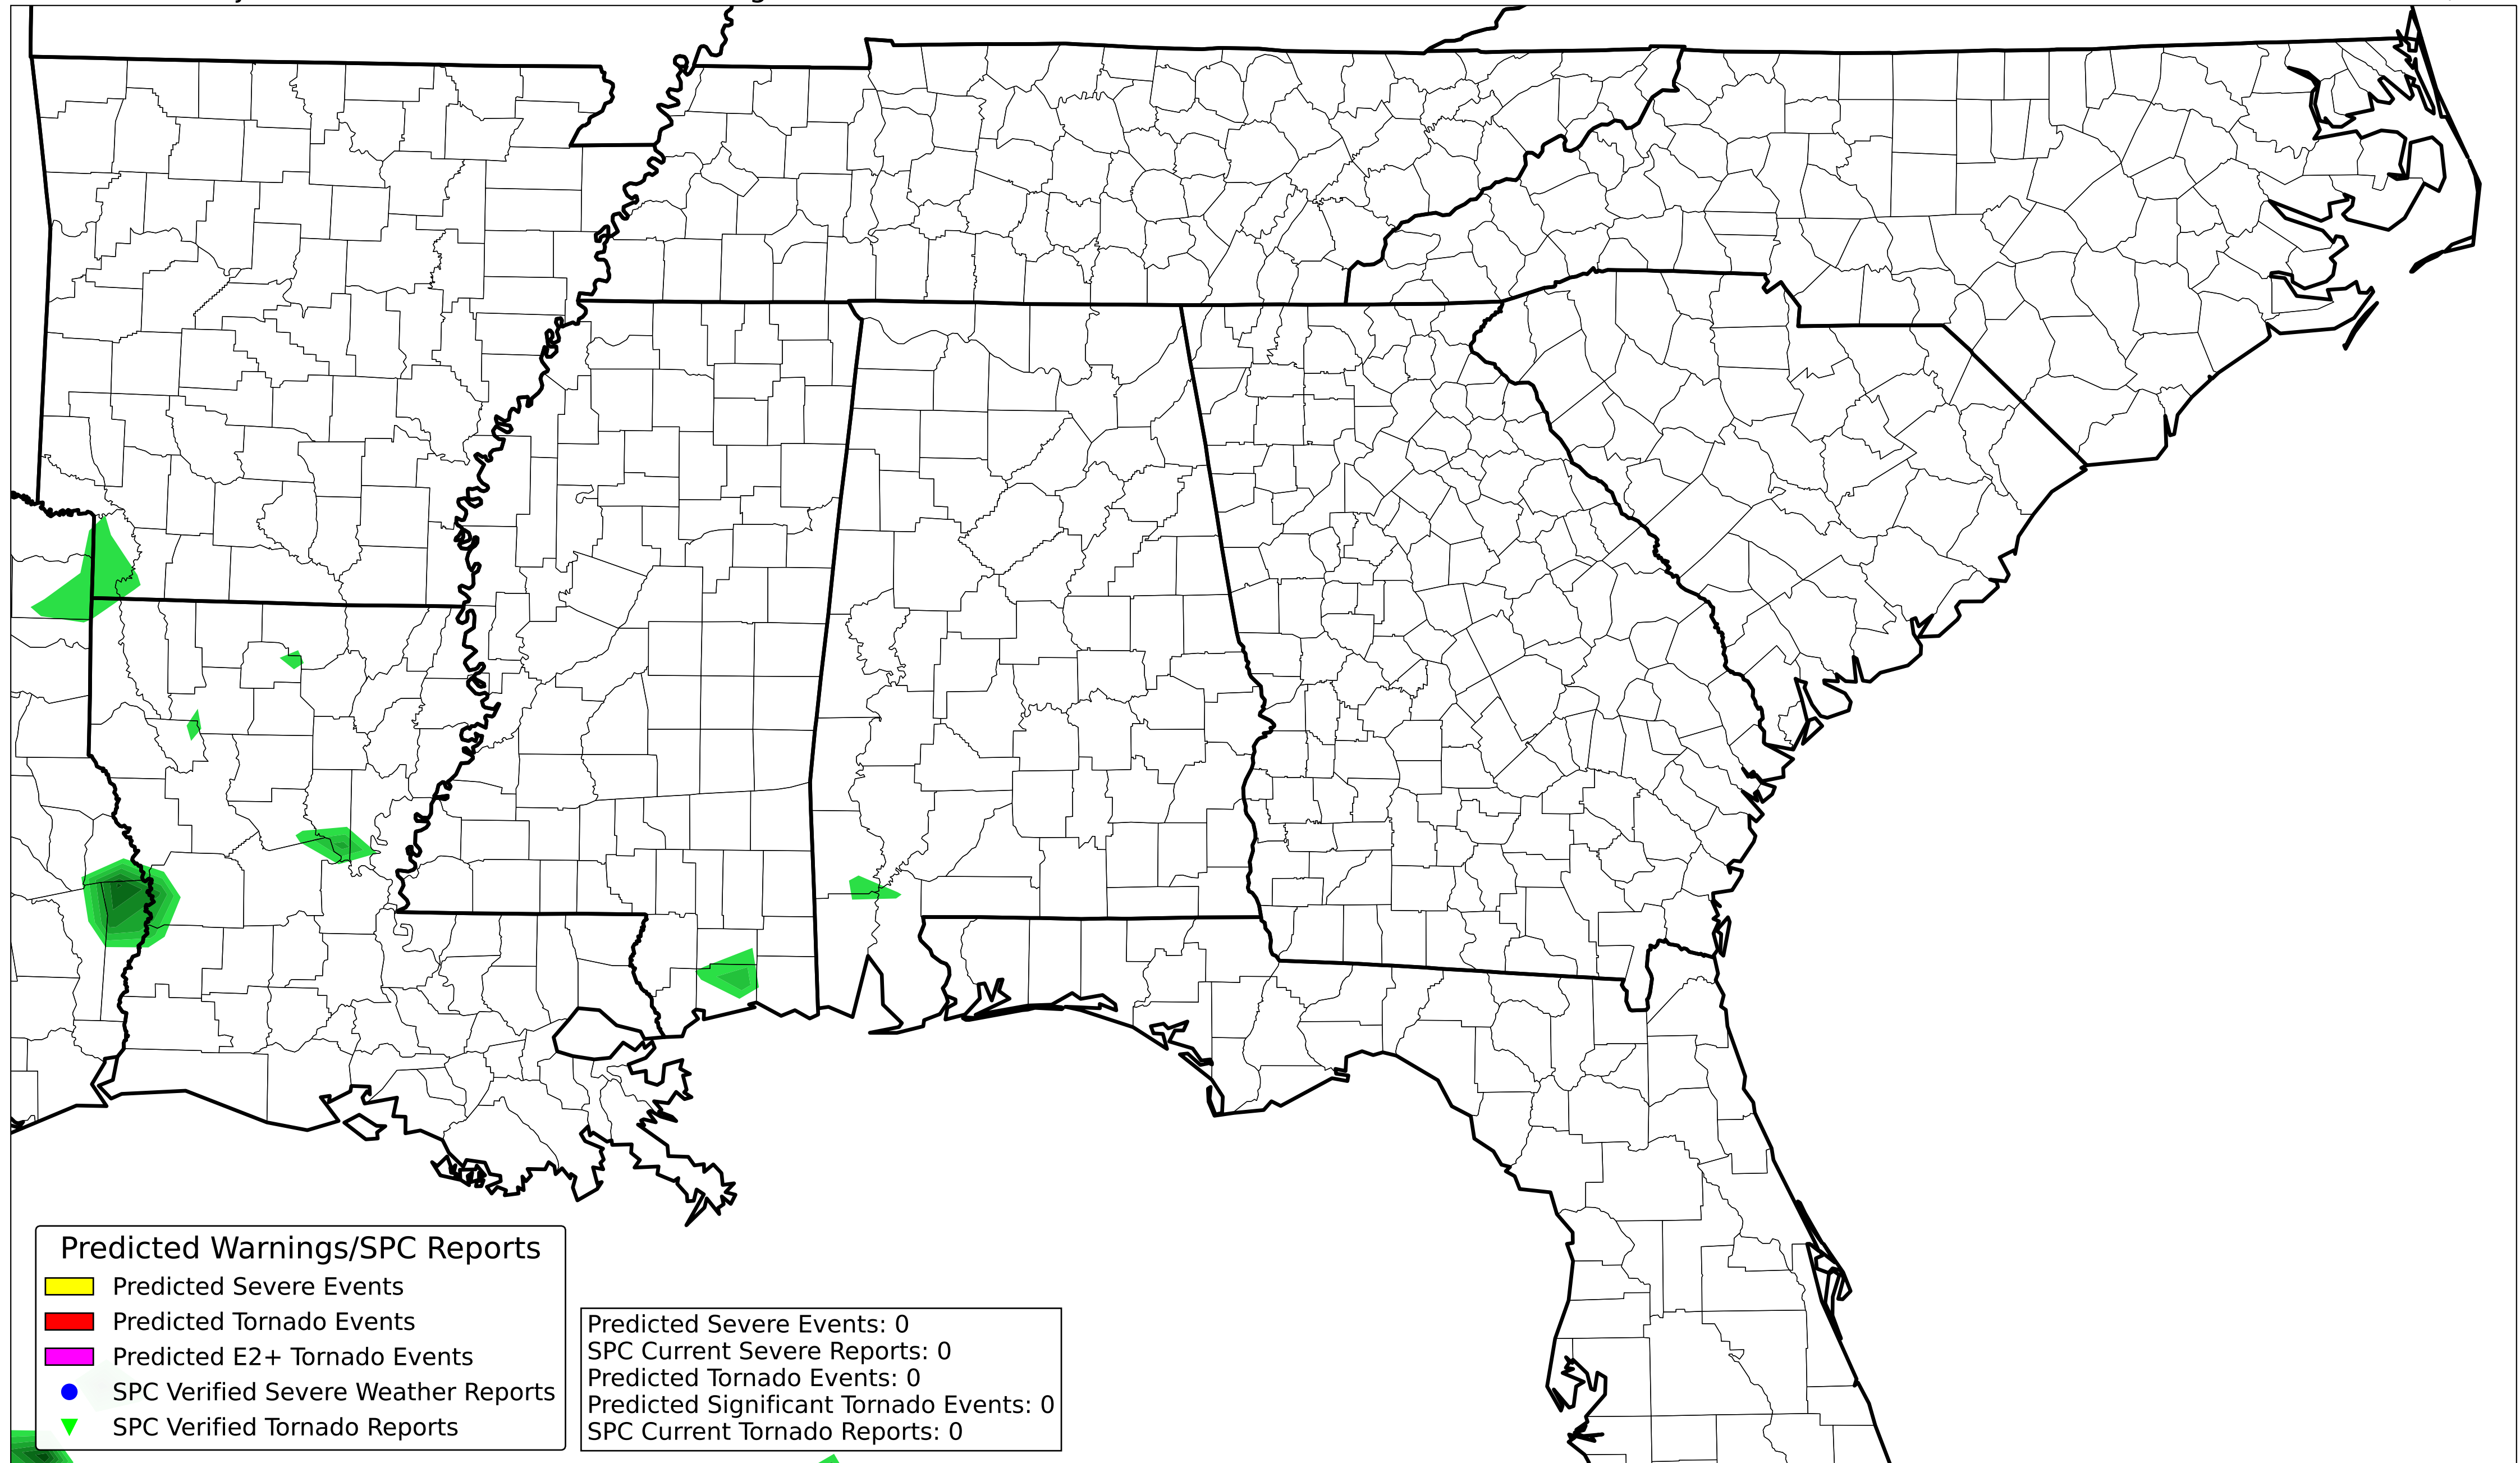 Predicted Warnings/SPC Reports
Predicted Severe Events
Predicted Tornado Events
Predicted E2+ Tornado Events
SPC Verified Severe Weather Reports
SPC Verified Tornado Reports
Predicted Severe Events: 0
SPC Current Severe Reports: 0
Predicted Tornado Events: 0
Predicted Significant Tornado Events: 0
SPC Current Tornado Reports: 0